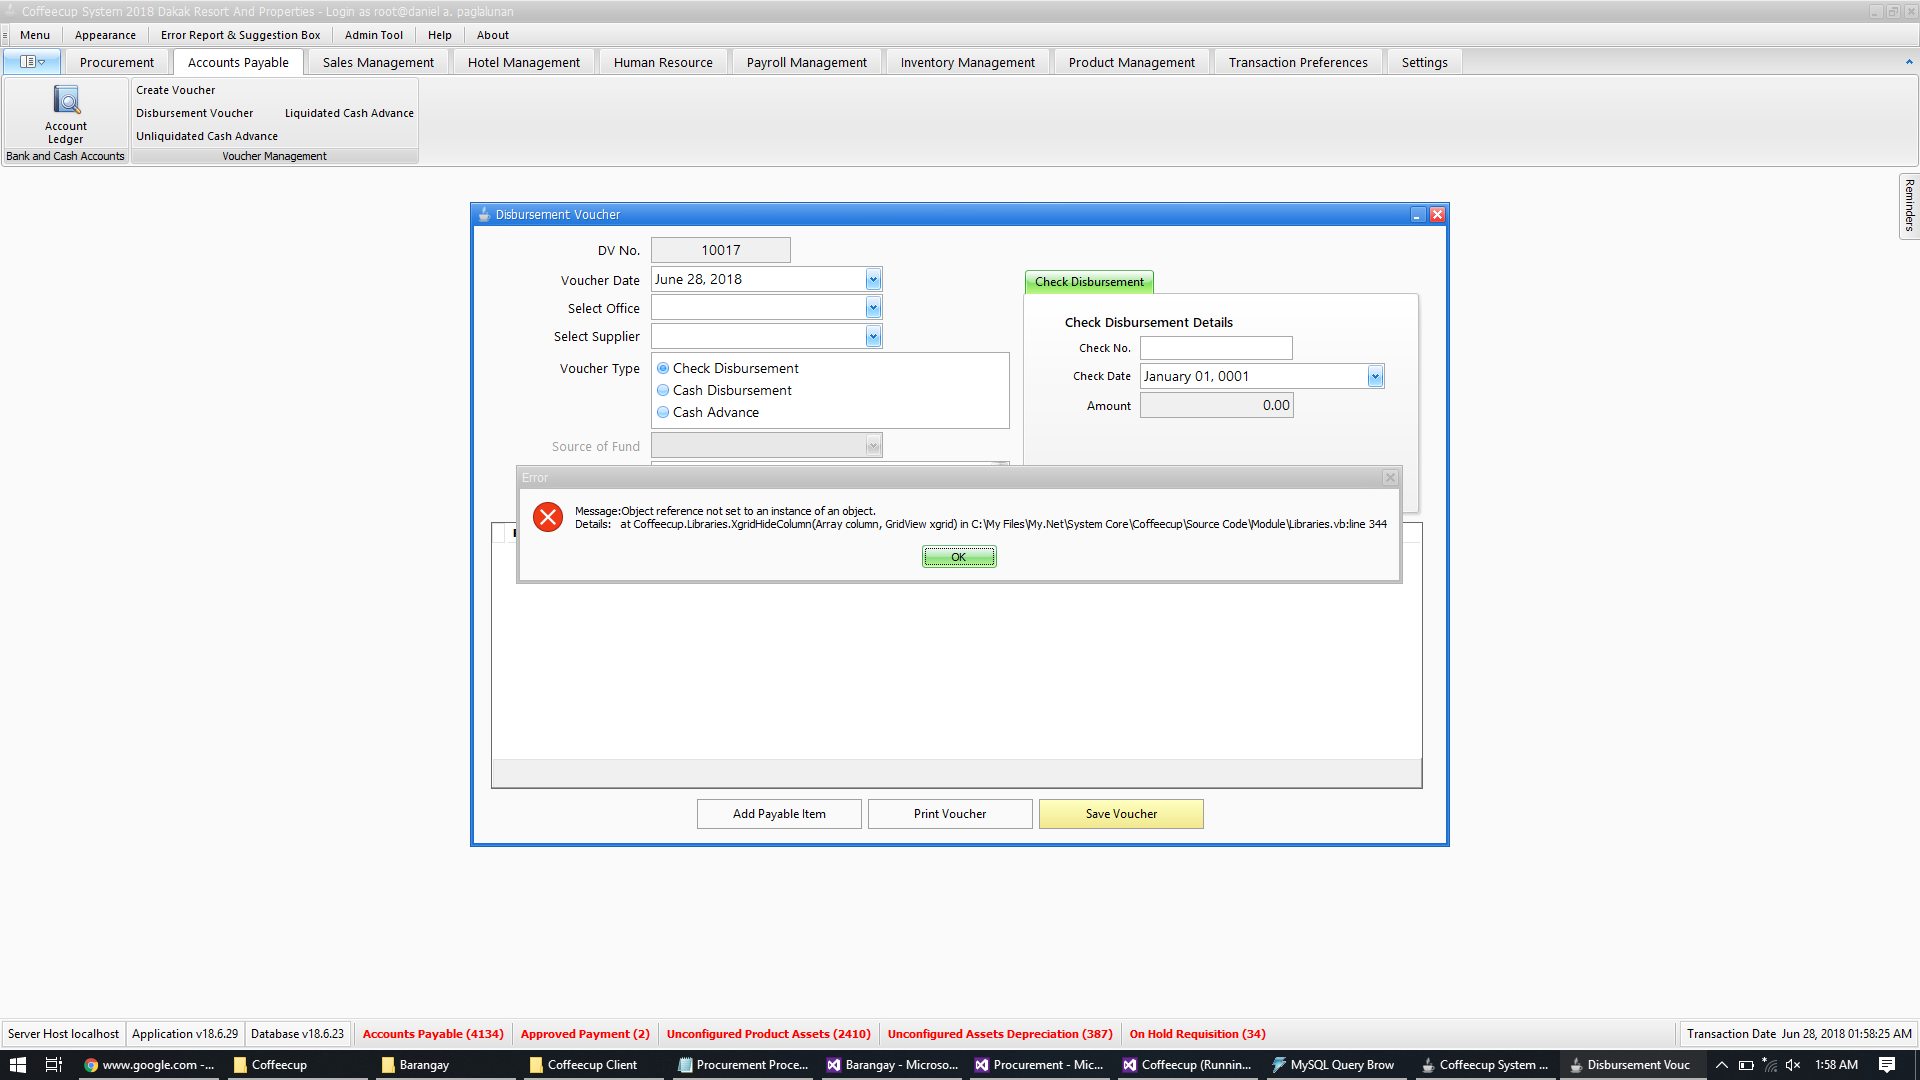 Coffeecup System 2018 Dakak Resort And Properties - Login as root@daniel a. paglalunan
Menu Appearance Error Report & Suggestion Box Admin Tool Help About
Procurement Accounts Payable Sales Management Hotel Management Human Resource Payroll Management Inventory Management Product Management Transaction Preferences Settings
Account Ledger
Bank and Cash Accounts
Create Voucher
Disbursement Voucher Liquidated Cash Advance
Unliquidated Cash Advance
Voucher Management
Reminders
Disbursement Voucher
DV No. 10017
Voucher Date June 28, 2018
Select Office
Select Supplier
Voucher Type
Check Disbursement
Cash Disbursement
Cash Advance
Source of Fund
Check Disbursement
Check Disbursement Details
Check No.
Check Date January 01, 0001
Amount 0.00
Error
Message:Object reference not set to an instance of an object.
Details: at Coffeecup.Libraries.XgridHideColumn(Array column, GridView xgrid) in C:\My Files\My.Net\System Core\Coffeecup\Source Code\Module\Libraries.vb:line 344
OK
Add Payable Item Print Voucher Save Voucher
Server Host localhost Application v18.6.29 Database v18.6.23 Accounts Payable (4134) Approved Payment (2) Unconfigured Product Assets (2410) Unconfigured Assets Depreciation (387) On Hold Requisition (34) Transaction Date Jun 28, 2018 01:58:25 AM
www.google.com -... Coffeecup Barangay Coffeecup Client Procurement Proce... Barangay - Microso... Procurement - Mic... Coffeecup (Runnin... MySQL Query Brow Coffeecup System ... Disbursement Vouc 1:58 AM